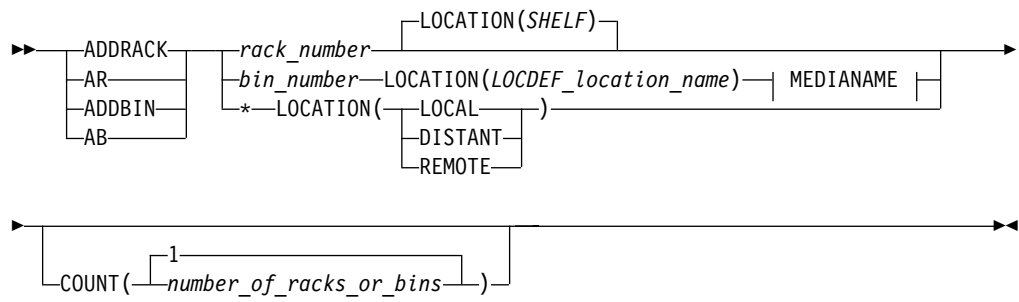 LOCATION(SHELF)
ADDRACK rack_number
AR bin_number LOCATION(LOCDEF_location_name) MEDIANAME
ADDBIN * LOCATION( LOCAL )
AB DISTANT
REMOTE
1
COUNT( number_of_racks_or_bins )